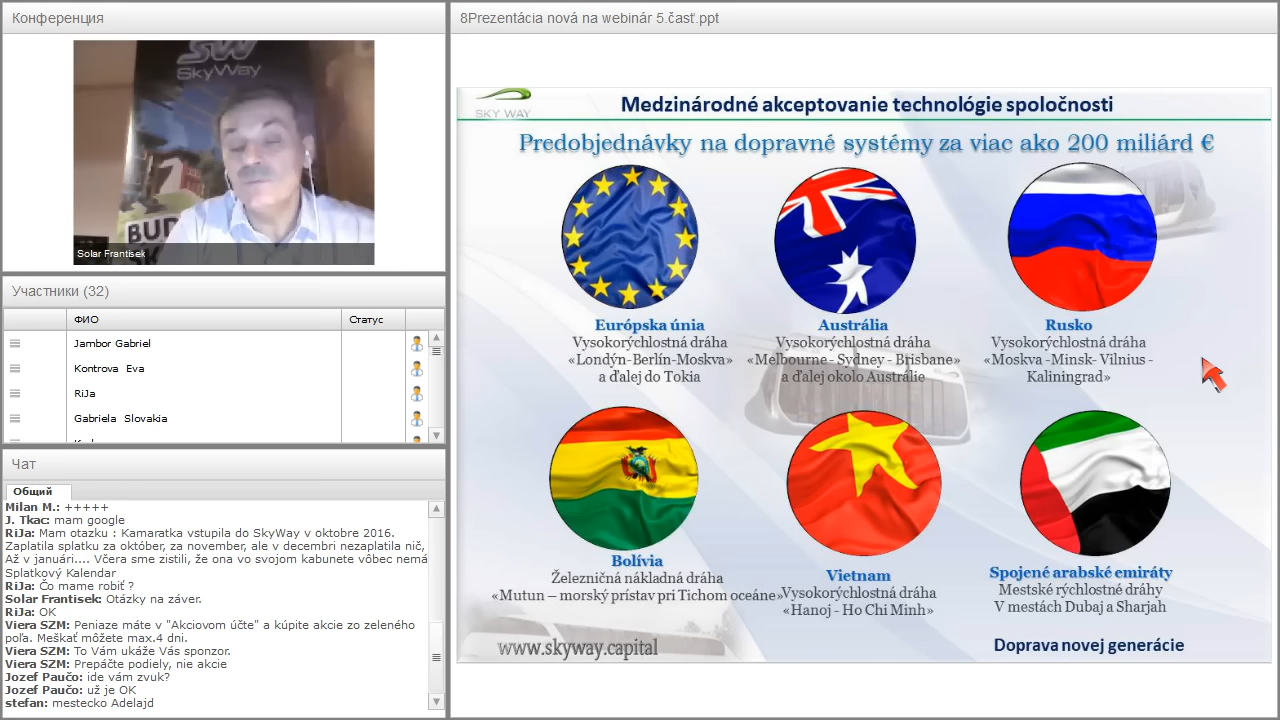 Конференция
SW
SkyWay
BUD
Solar Frantisek
Участники (32)
ФИО
Статус
Jambor Gabriel
Kontrova Eva
RiJa
Gabriela Slovakia
Чат
Общий
Milan M.: +++++
J. Tkac: mam google
RiJa: Mam otazku : Kamaratka vstupila do SkyWay v oktobre 2016.
Zaplatila splatku za október, za november, ale v decembri nezaplatila nič,
Až v januári.... Včera sme zistili, že ona vo svojom kabunete vôbec nemá
Splatkový Kalendar
RiJa: Čo mame robiť ?
Solar Frantisek: Otázky na záver.
RiJa: OK
Viera SZM: Peniaze máte v "Akciovom účte" a kúpite akcie zo zeleného
poľa. Meškať môžete max.4 dni.
Viera SZM: To Vám ukáže Vás sponzor.
Viera SZM: Prepáčte podiely, nie akcie
Jozef Paučo: ide vám zvuk?
Jozef Paučo: už je OK
stefan: mestecko Adelajd
8Prezentácia nová na webinár 5.časť.ppt
SKY WAY
Medzinárodné akceptovanie technológie spoločnosti
Predobjednávky na dopravné systémy za viac ako 200 miliárd €
Európska únia
Vysokorýchlostná dráha
«Londýn-Berlín-Moskva»
a ďalej do Tokia
Austrália
Vysokorýchlostná dráha
«Melbourne- Sydney - Brisbane»
a ďalej okolo Austrálie
Rusko
Vysokorýchlostná dráha
«Moskva -Minsk- Vilnius -
Kaliningrad»
Bolívia
Železničná nákladná dráha
«Mutun – morský prístav pri Tichom oceáne»
Vietnam
Vysokorýchlostná dráha
«Hanoj - Ho Chi Minh»
Spojené arabské emiráty
Mestské rýchlostné dráhy
V mestách Dubaj a Sharjah
www.skyway.capital
Doprava novej generácie